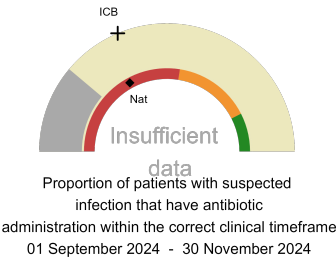 ICB
Nat
Insufficient
data
Proportion of patients with suspected
infection that have antibiotic
administration within the correct clinical timeframe
01 September 2024 - 30 November 2024